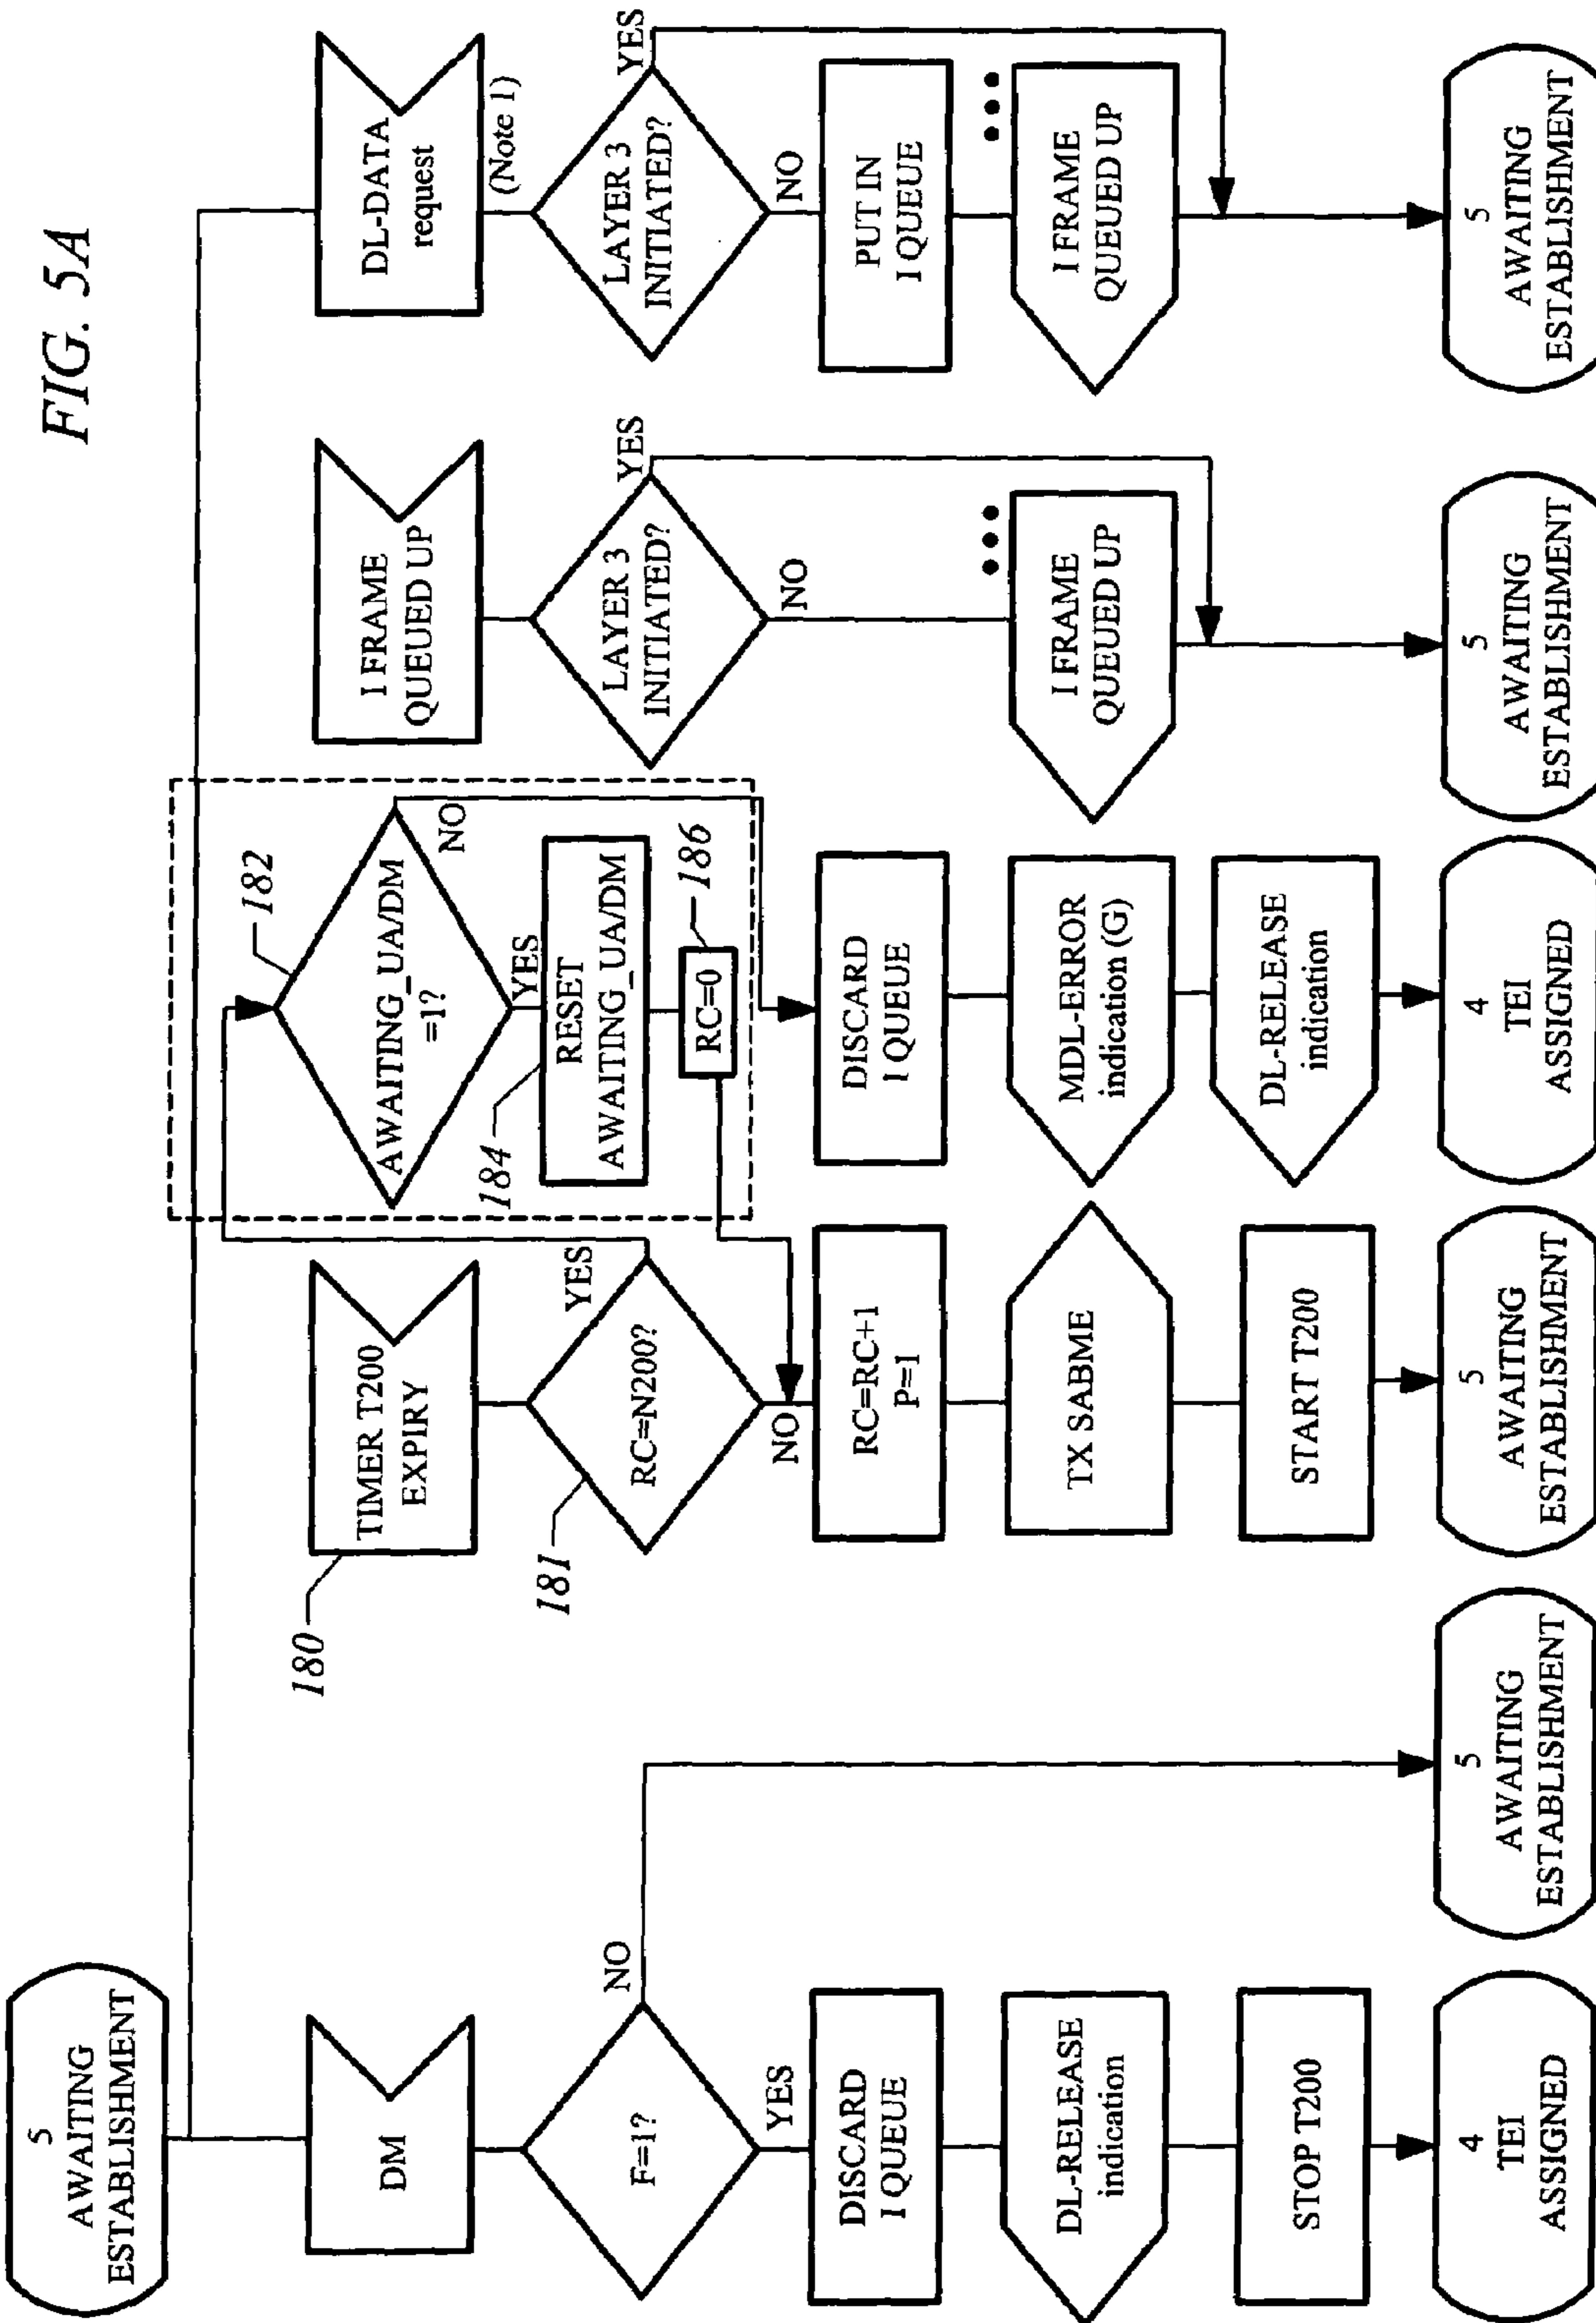 FIG. 5A
5
AWAITING
ESTABLISHMENT
DM
F=1?
NO
YES
DISCARD
I QUEUE
DL-RELEASE
indication
STOP T200
4
TEI
ASSIGNED
5
AWAITING
ESTABLISHMENT
180
TIMER T200
EXPIRY
181
RC=N200?
YES
NO
RC=RC+1
P=1
TX SABME
START T200
5
AWAITING
ESTABLISHMENT
182
AWAITING_UA/DM
=1?
NO
YES
184
RESET
AWAITING_UA/DM
RC=0
186
DISCARD
I QUEUE
MDL-ERROR
indication (G)
DL-RELEASE
indication
4
TEI
ASSIGNED
I FRAME
QUEUED UP
LAYER 3
INITIATED?
YES
NO
I FRAME
QUEUED UP
5
AWAITING
ESTABLISHMENT
DL-DATA
request
(Note 1)
LAYER 3
INITIATED?
YES
NO
PUT IN
I QUEUE
I FRAME
QUEUED UP
5
AWAITING
ESTABLISHMENT